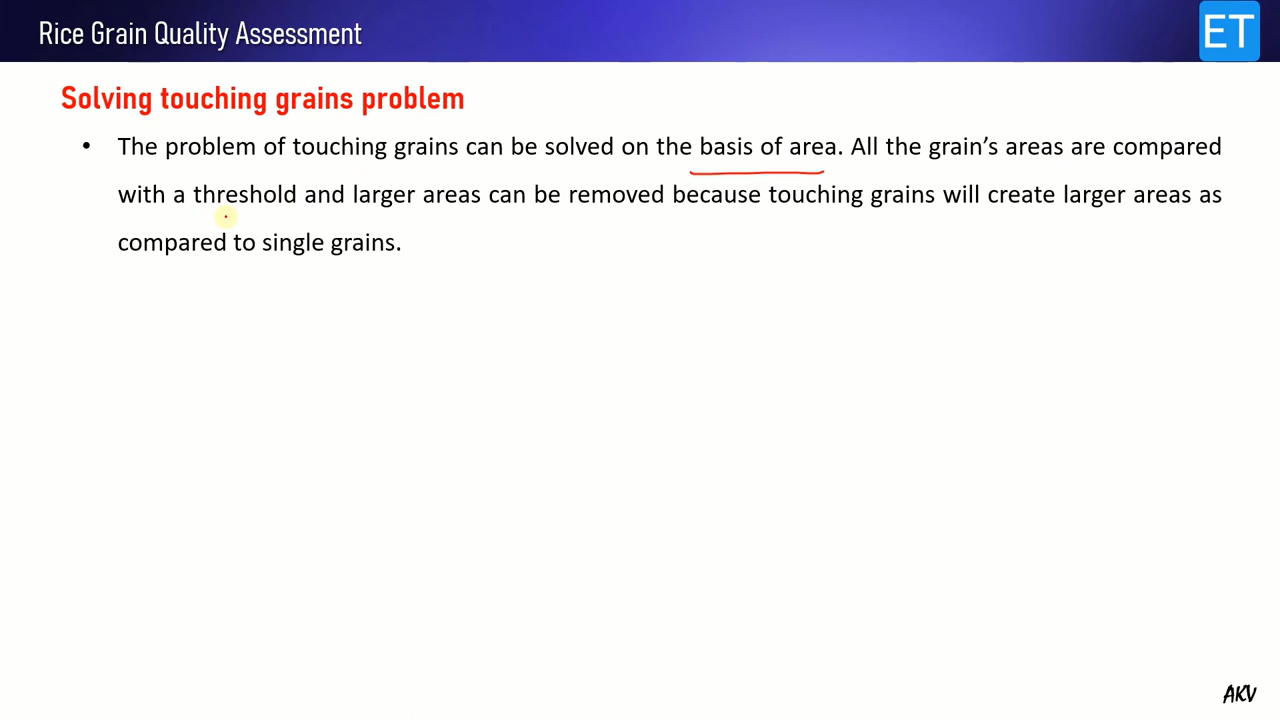 Rice Grain Quality Assessment
ET
Solving touching grains problem
• The problem of touching grains can be solved on the basis of area. All the grain’s areas are compared
with a threshold and larger areas can be removed because touching grains will create larger areas as
compared to single grains.
AKV